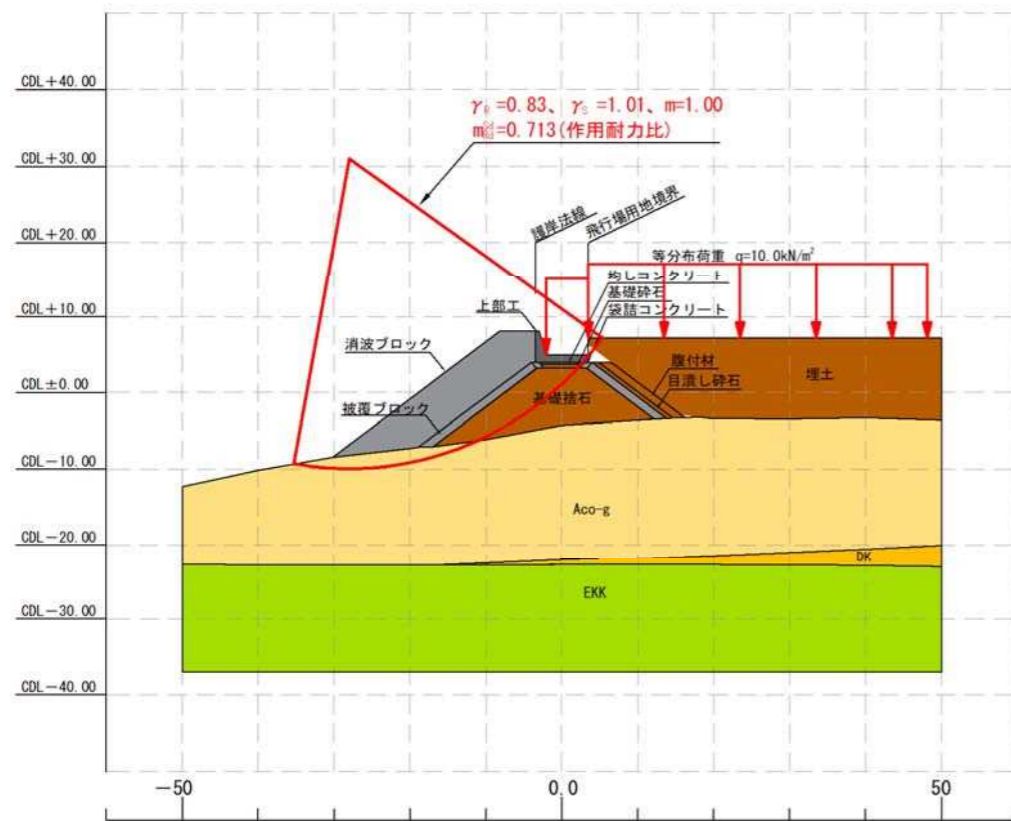 CDL+40.00
CDL+30.00
CDL+20.00
CDL+10.00
CDL±0.00
CDL−10.00
CDL−20.00
CDL−30.00
CDL−40.00
γR =0.83、 γS =1.01、m=1.00
=0.713(作用耐力比)
護岸法線
飛行場用地境界
等分布荷重 q=10.0kN/m²
均しコンクリート
基礎砕石
袋詰コンクリート
上部工
消波ブロック
被覆ブロック
基礎捨石
腹付材
目潰し砕石
埋土
Aco-g
DK
EKK
−50
0.0
50